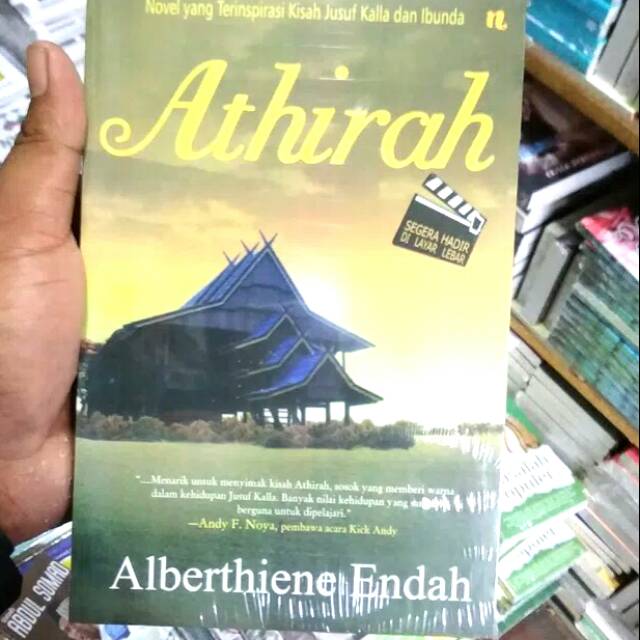 Novel yang Terinspirasi Kisah Jusuf Kalla dan Ibunda
n
Athirah
SEGERA HADIR
DI LAYAR LEBAR
"....Menarik untuk menyimak kisah Athirah, sosok yang memberi warna
dalam kehidupan Jusuf Kalla. Banyak nilai kehidupan yang
berguna untuk dipelajari."
—Andy F. Noya, pembawa acara Kick Andy
Alberthiene Endah
ABDUL SOMAD